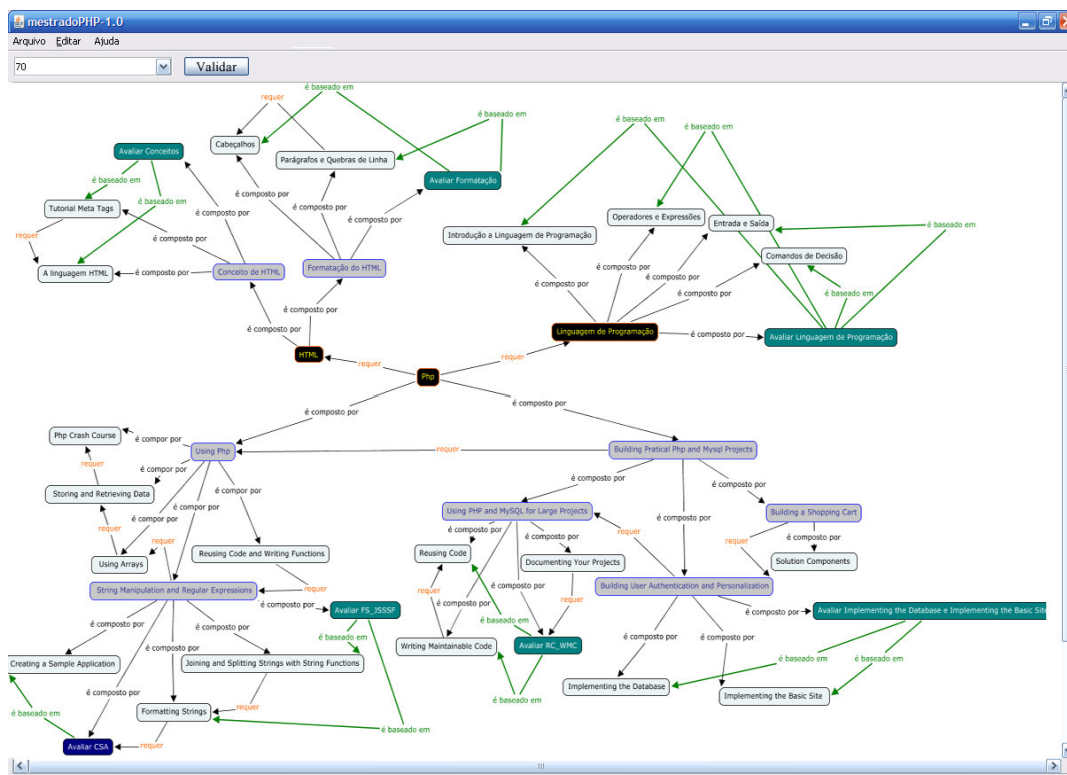 mestradoPHP-1.0
Arquivo Editar Ajuda
70 Validar
é baseado em
requer
é baseado em
é baseado em
é baseado em
Cabeçalhos
Avaliar Conceitos
Parágrafos e Quebras de Linha
é baseado em
Avaliar Formatação
é composto por
é baseado em
Tutorial Meta Tags
é composto por
é composto por
Operadores e Expressões
Entrada e Saída
é baseado em
requer
é composto por
é composto por
Introdução a Linguagem de Programação
é composto por
Comandos de Decisão
A linguagem HTML
é composto por
Conceito de HTML
Formatação do HTML
é composto por
é composto por
é composto por
é composto por
é baseado em
é composto por
é composto por
Linguagem de Programação
é composto por
Avaliar Linguagem de Programação
HTML
requer
requer
Php
é composto por
é composto por
Php Crash Course
é compor por
Using Php
requer
Building Pratical Php and Mysql Projects
requer
é compor por
é compor por
é composto por
é composto por
é composto por
Storing and Retrieving Data
é composto por
é composto por
Using PHP and MySQL for Large Projects
Building a Shopping Cart
requer
requer
requer
é composto por
requer
é composto por
Reusing Code and Writing Functions
Reusing Code
Documenting Your Projects
Solution Components
Using Arrays
requer
String Manipulation and Regular Expressions
requer
é composto por
é composto por
requer
requer
Building User Authentication and Personalization
é composto por
Avaliar FS_JSSSF
é composto por
Avaliar Implementing the Database e Implementing the Basic Site
é composto por
é composto por
é baseado em
é baseado em
Writing Maintainable Code
Avaliar RC_WMC
é composto por
é composto por
Creating a Sample Application
Joining and Splitting Strings with String Functions
é baseado em
é baseado em
é composto por
Implementing the Database
Implementing the Basic Site
é baseado em
Formatting Strings
requer
é baseado em
é baseado em
Avaliar CSA
requer